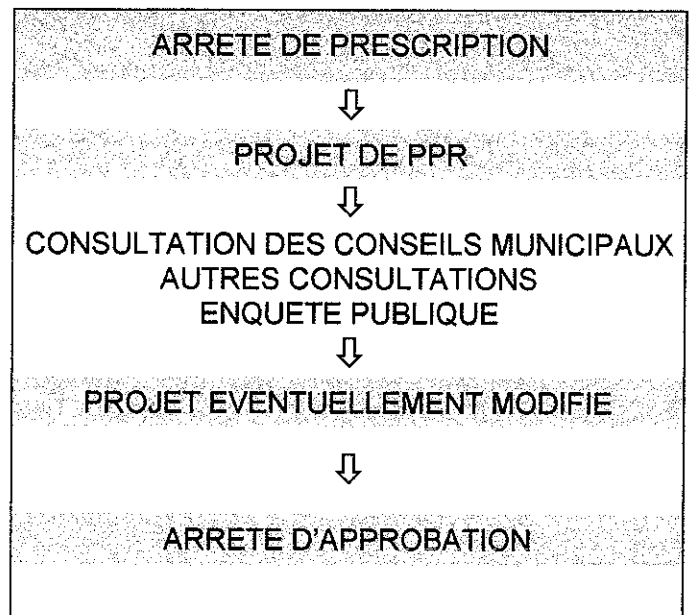 ARRETE DE PRESCRIPTION
⇩
PROJET DE PPR
⇩
CONSULTATION DES CONSEILS MUNICIPAUX
AUTRES CONSULTATIONS
ENQUETE PUBLIQUE
⇩
PROJET EVENTUELLEMENT MODIFIE
⇩
ARRETE D'APPROBATION